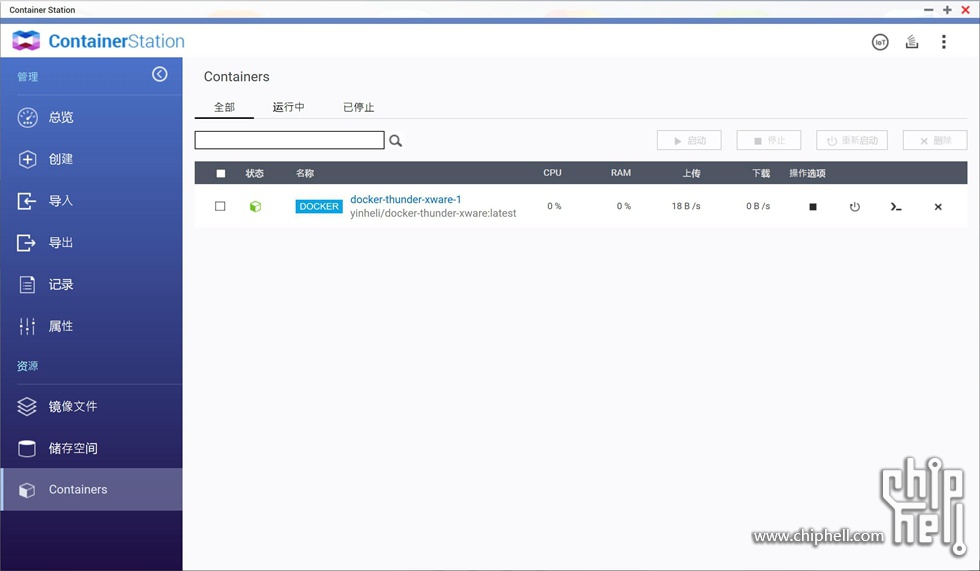 Container Station
ContainerStation
IoT
管理
总览
创建
导入
导出
记录
属性
资源
镜像文件
储存空间
Containers
Containers
全部 运行中 已停止
启动 停止 重新启动 删除
状态 名称 CPU RAM 上传 下载 操作选项
DOCKER docker-thunder-xware-1 0 % 0 % 18 B /s 0 B /s
yinheli/docker-thunder-xware:latest
chip
hell
www.chiphell.com